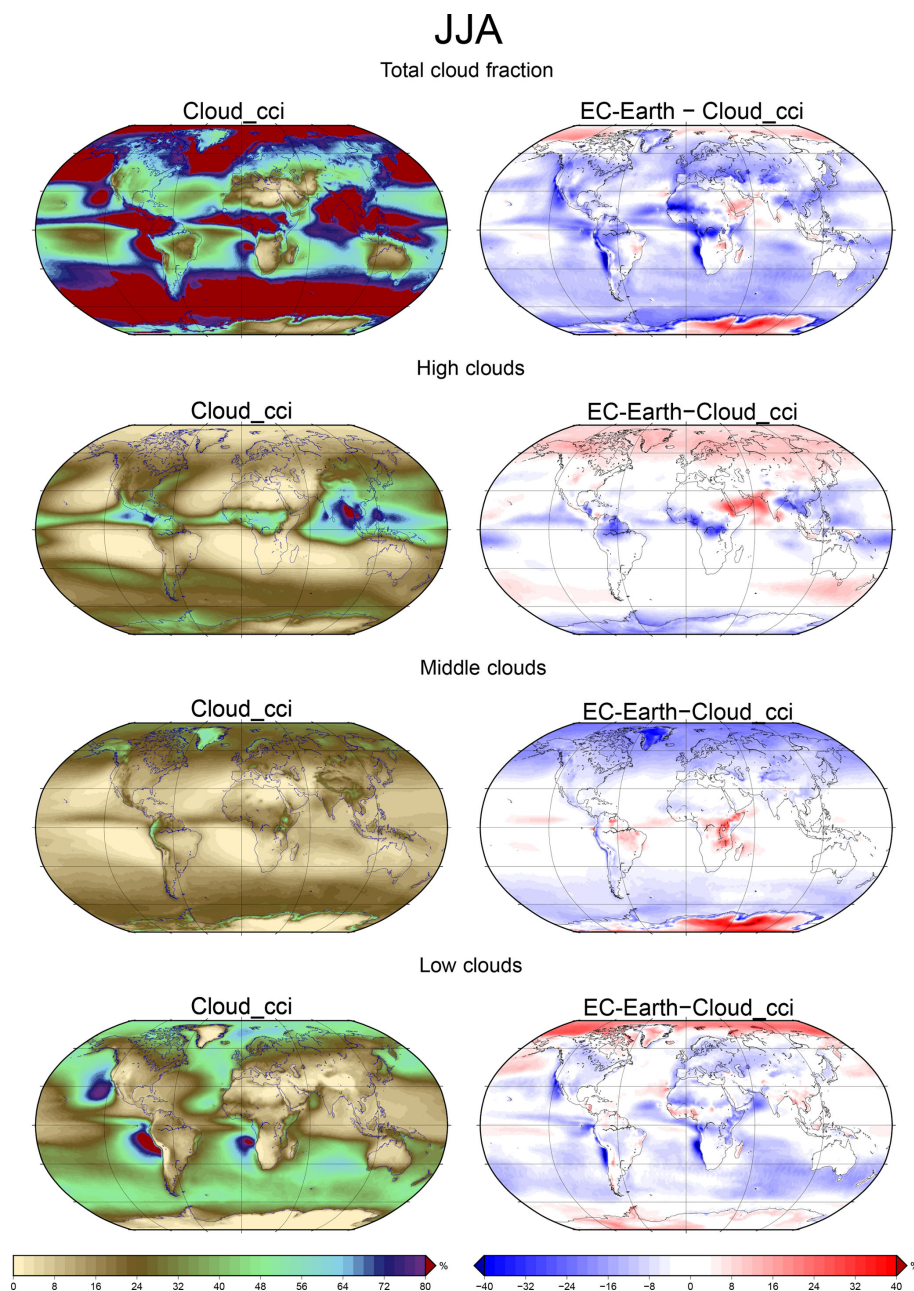 JJA
Total cloud fraction
Cloud_cci
EC-Earth − Cloud_cci
High clouds
Cloud_cci
EC-Earth−Cloud_cci
Middle clouds
Cloud_cci
EC-Earth−Cloud_cci
Low clouds
Cloud_cci
EC-Earth−Cloud_cci
0 8 16 24 32 40 48 56 64 72 80 %
−40 −32 −24 −16 −8 0 8 16 24 32 40 %